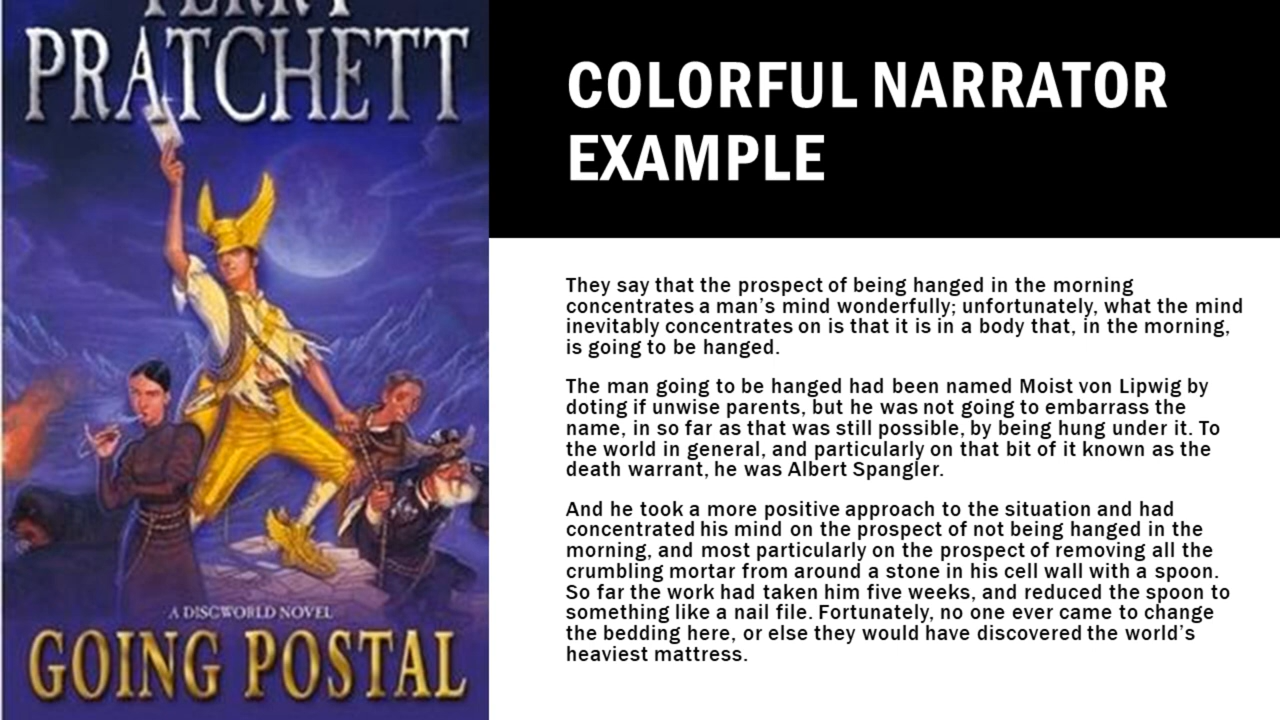 TERRY
PRATCHETT
A DISCWORLD NOVEL
GOING POSTAL
COLORFUL NARRATOR
EXAMPLE
They say that the prospect of being hanged in the morning
concentrates a man's mind wonderfully; unfortunately, what the mind
inevitably concentrates on is that it is in a body that, in the morning,
is going to be hanged.
The man going to be hanged had been named Moist von Lipwig by
doting if unwise parents, but he was not going to embarrass the
name, in so far as that was still possible, by being hung under it. To
the world in general, and particularly on that bit of it known as the
death warrant, he was Albert Spangler.
And he took a more positive approach to the situation and had
concentrated his mind on the prospect of not being hanged in the
morning, and most particularly on the prospect of removing all the
crumbling mortar from around a stone in his cell wall with a spoon.
So far the work had taken him five weeks, and reduced the spoon to
something like a nail file. Fortunately, no one ever came to change
the bedding here, or else they would have discovered the world's
heaviest mattress.